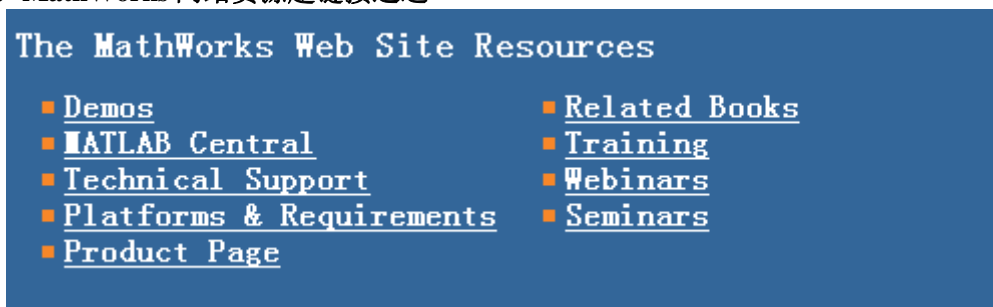 The MathWorks Web Site Resources
Demos
MATLAB Central
Technical Support
Platforms & Requirements
Product Page
Related Books
Training
Webinars
Seminars